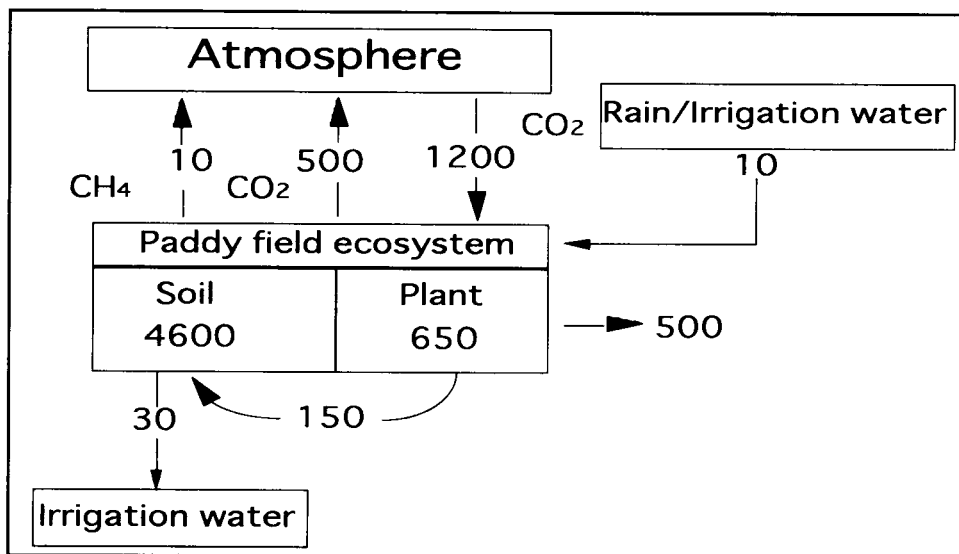 Atmosphere
Rain/Irrigation water
CO2
10
500
1200
10
CH4
CO2
Paddy field ecosystem
Soil
Plant
4600
650
500
30
150
Irrigation water